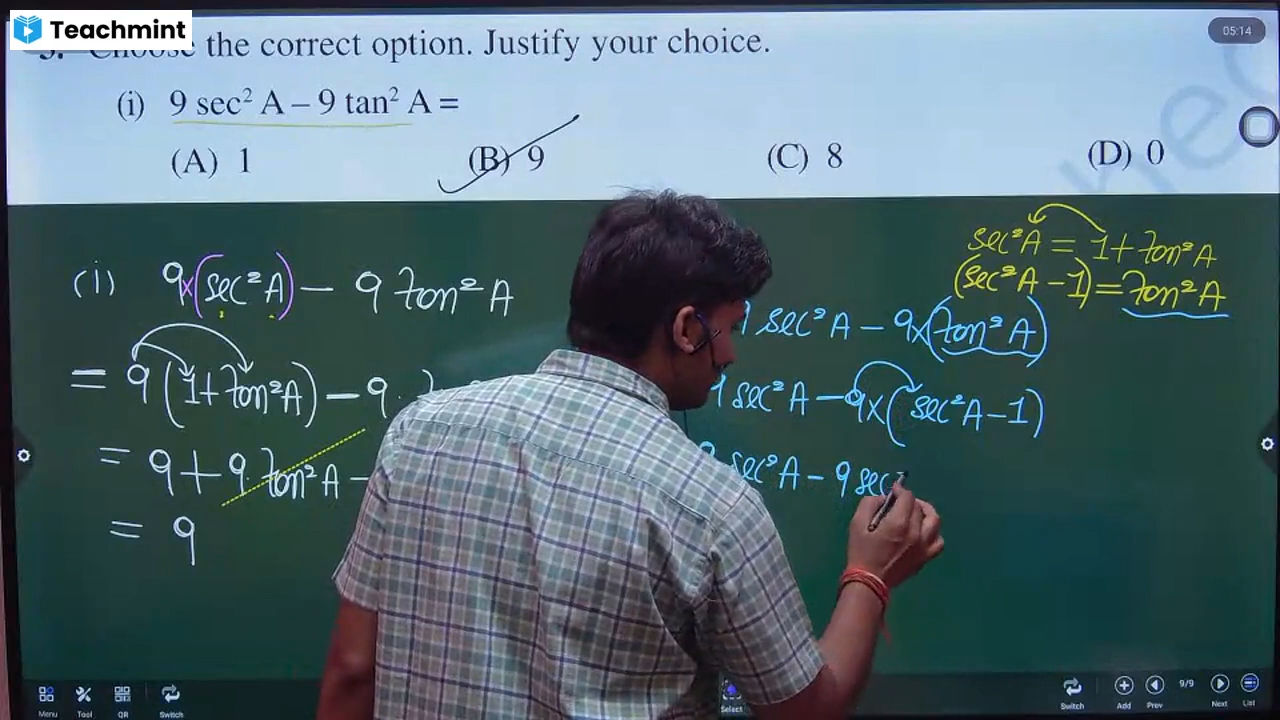 Teachmint
05:14
the correct option. Justify your choice.
(i) 9 sec² A – 9 tan² A =
(A) 1 (B) 9 (C) 8 (D) 0
sec²A = 1 + tan²A
(sec²A - 1) = tan²A
(i) 9×(sec²A) - 9 tan²A
sec²A - 9×(tan²A)
= 9(1+tan²A) - 9
9 sec²A - 9×(sec²A - 1)
= 9 + 9 tan²A -
sec²A - 9 sec
= 9
Menu Tool QR Switch Select Switch Add Prev 9/9 Next List